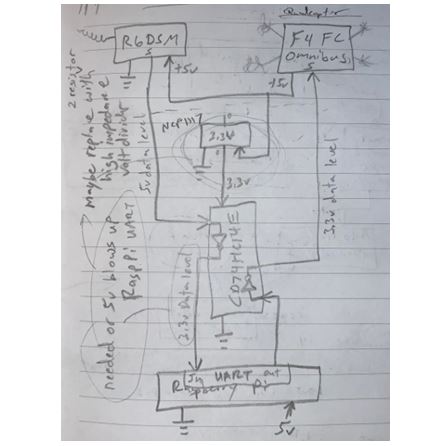 Quadcopter
R6DSM
S
F4 FC
Omnibus
S
+5v
+5v
2 resistor
Maybe replace with
high impedance
volt divider
5v data level
NCP1117
3.3V
3.3v
3.3v data level
CD74HC14E
needed or 5v blows up
RaspPi UART
3.3v Data level
In UART out
Raspberry Pi
5v